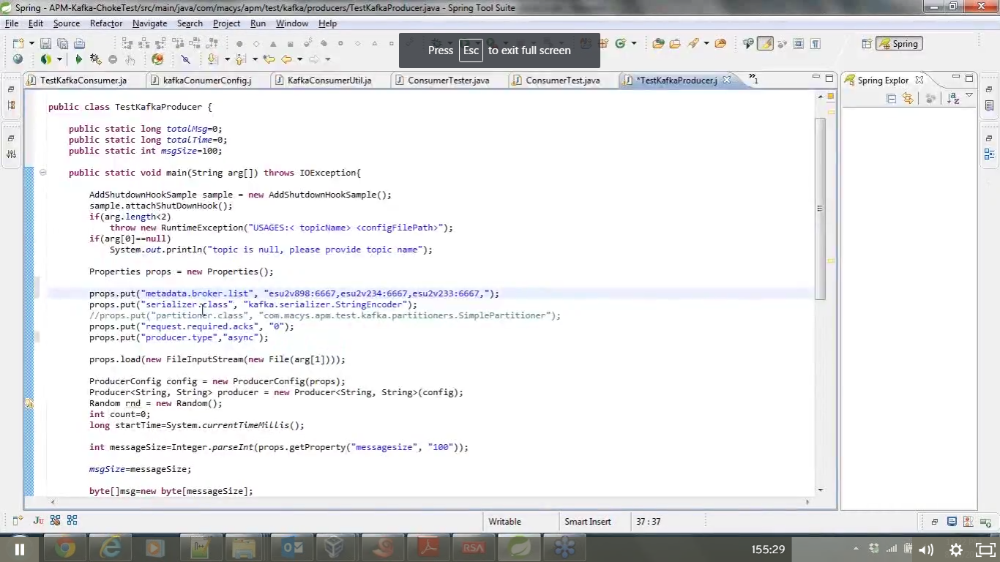 Spring - APM-Kafka-ChokeTest/src/main/java/com/macys/apm/test/kafka/producers/TestKafkaProducer.java - Spring Tool Suite
File Edit Source Refactor Navigate Search Project Run Window Help
Press Esc to exit full screen
Spring
TestKafkaConsumer.ja kafkaConumerConfig.j KafkaConsumerUtil.ja ConsumerTester.java ConsumerTest.java *TestKafkaProducer.j »1 Spring Explor
public class TestKafkaProducer {
public static long totalMsg=0;
public static long totalTime=0;
public static int msgSize=100;
public static void main(String arg[]) throws IOException{
AddShutdownHookSample sample = new AddShutdownHookSample();
sample.attachShutDownHook();
if(arg.length<2)
throw new RuntimeException("USAGES:< topicName> <configFilePath>");
if(arg[0]==null)
System.out.println("topic is null, please provide topic name");
Properties props = new Properties();
props.put("metadata.broker.list", "esu2v898:6667,esu2v234:6667,esu2v233:6667,");
props.put("serializer.class", "kafka.serializer.StringEncoder");
//props.put("partitioner.class", "com.macys.apm.test.kafka.partitioners.SimplePartitioner");
props.put("request.required.acks", "0");
props.put("producer.type","async");
props.load(new FileInputStream(new File(arg[1])));
ProducerConfig config = new ProducerConfig(props);
Producer<String, String> producer = new Producer<String, String>(config);
Random rnd = new Random();
int count=0;
long startTime=System.currentTimeMillis();
int messageSize=Integer.parseInt(props.getProperty("messagesize", "100"));
msgSize=messageSize;
byte[]msg=new byte[messageSize];
Writable Smart Insert 37 : 37
RSA
155:29